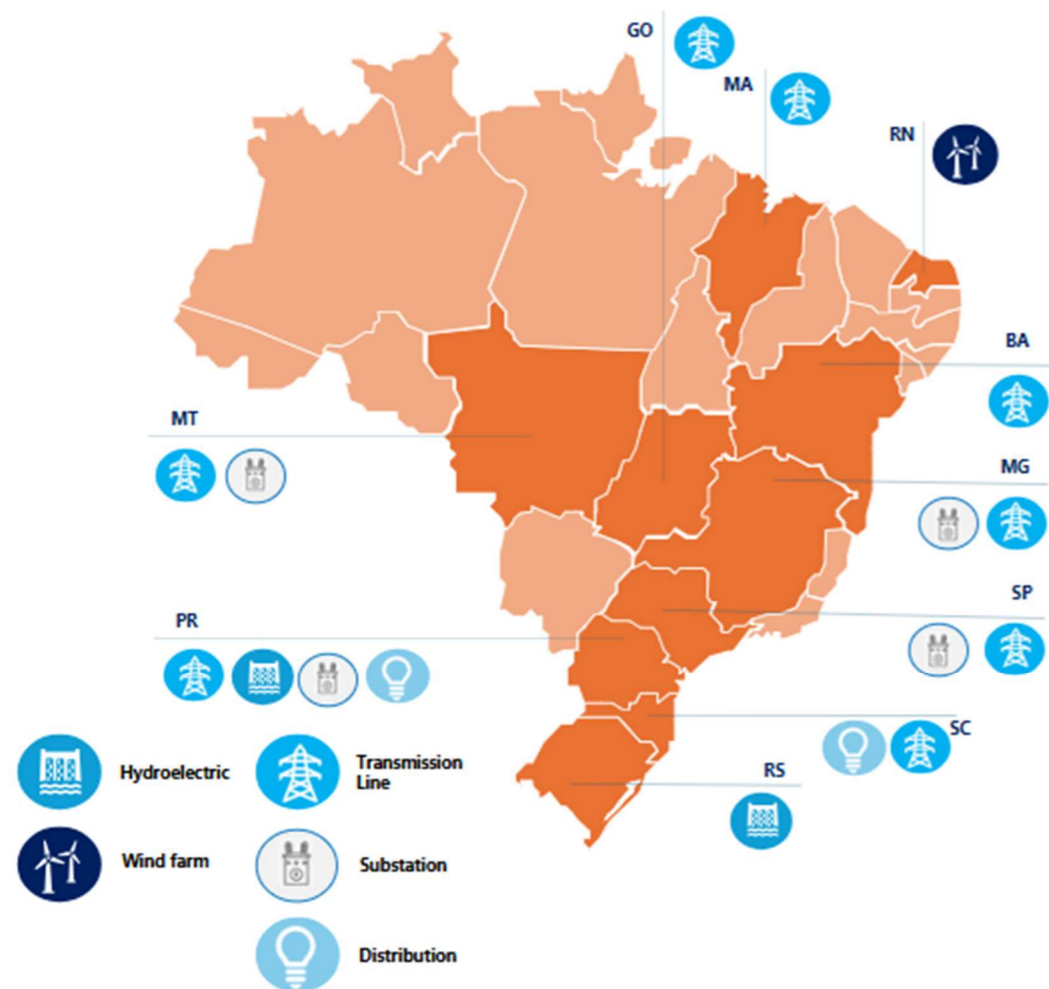 GO
MA
RN
BA
MT
MG
SP
PR
SC
RS
Hydroelectric
Transmission
Line
Wind farm
Substation
Distribution